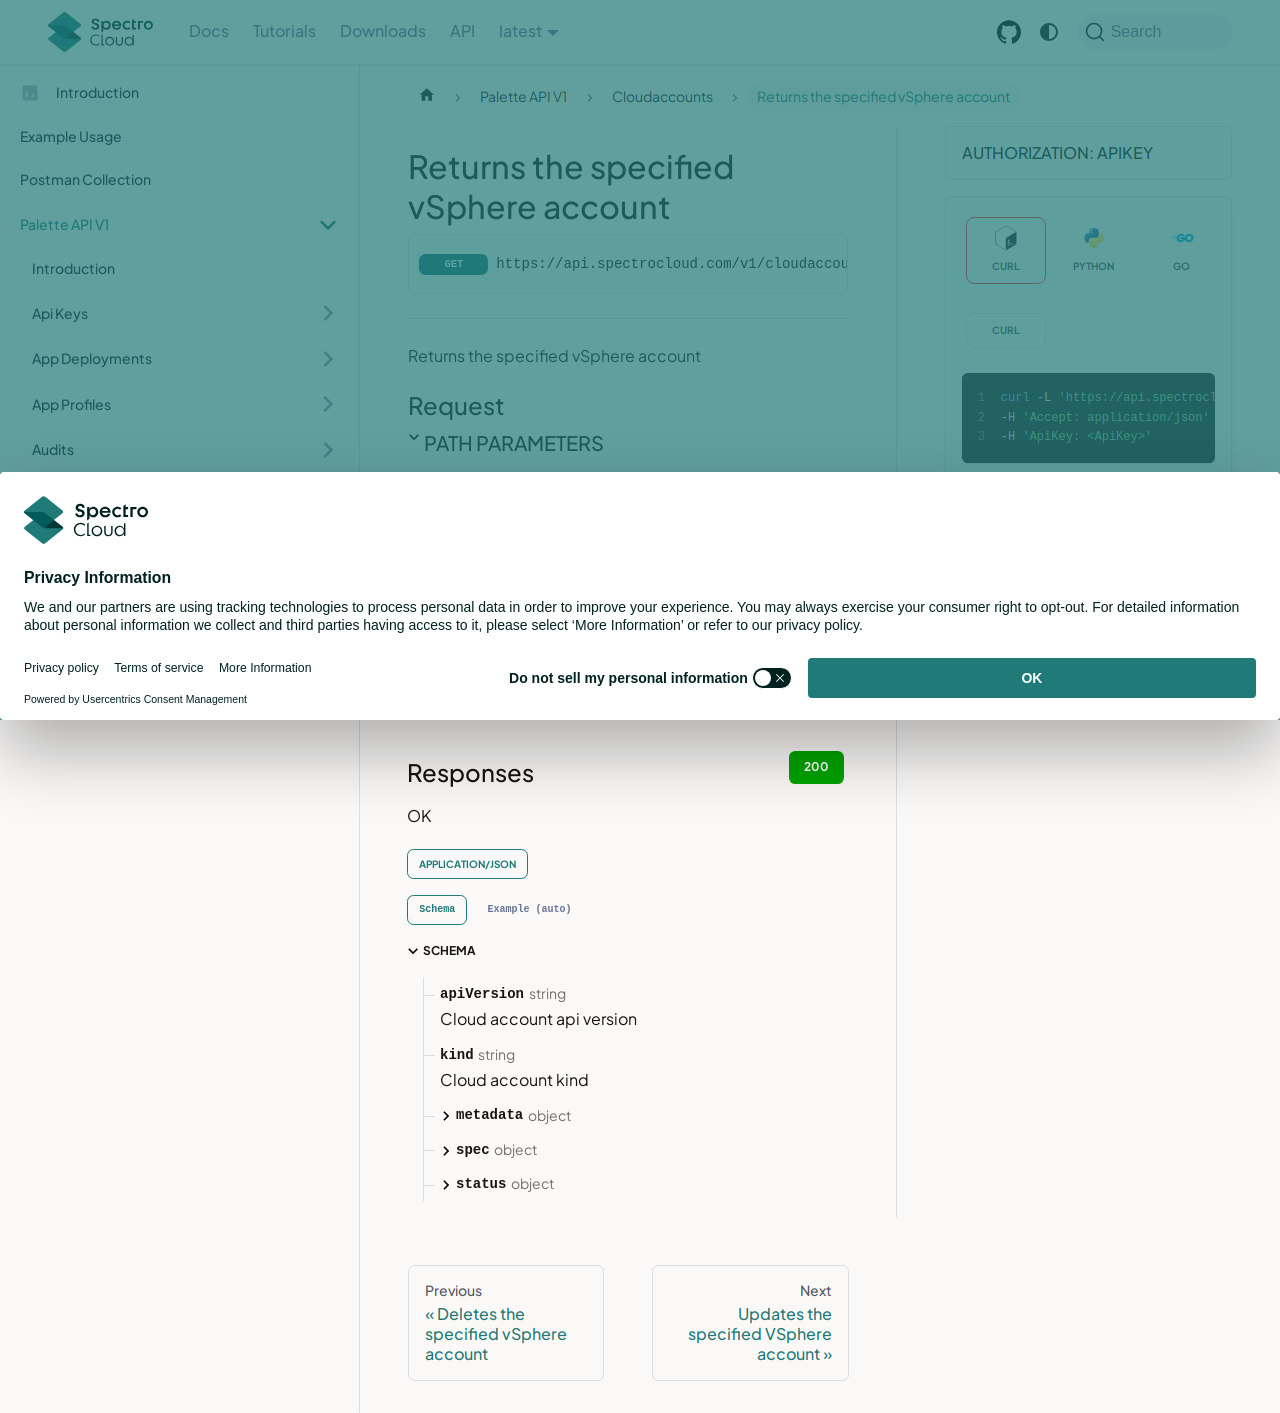 Spectro
Cloud
Docs
Tutorials
Downloads
API
latest
Search
Introduction
Example Usage
Postman Collection
Palette API V1
Introduction
Api Keys
App Deployments
App Profiles
Audits
Palette API V1
Cloudaccounts
Returns the specified vSphere account
Returns the specified
vSphere account
GET
https://api.spectrocloud.com/v1/cloudaccou
Returns the specified vSphere account
Request
PATH PARAMETERS
AUTHORIZATION: APIKEY
CURL
PYTHON
GO
CURL
1 curl -L 'https://api.spectrocl
2 -H 'Accept: application/json'
3 -H 'ApiKey: <ApiKey>'
Spectro
Cloud
Privacy Information
We and our partners are using tracking technologies to process personal data in order to improve your experience. You may always exercise your consumer right to opt-out. For detailed information
about personal information we collect and third parties having access to it, please select ‘More Information’ or refer to our privacy policy.
Privacy policy
Terms of service
More Information
Powered by Usercentrics Consent Management
Do not sell my personal information
OK
Responses
200
OK
APPLICATION/JSON
Schema
Example (auto)
SCHEMA
apiVersion string
Cloud account api version
kind string
Cloud account kind
metadata object
spec object
status object
Previous
« Deletes the
specified vSphere
account
Next
Updates the
specified VSphere
account »